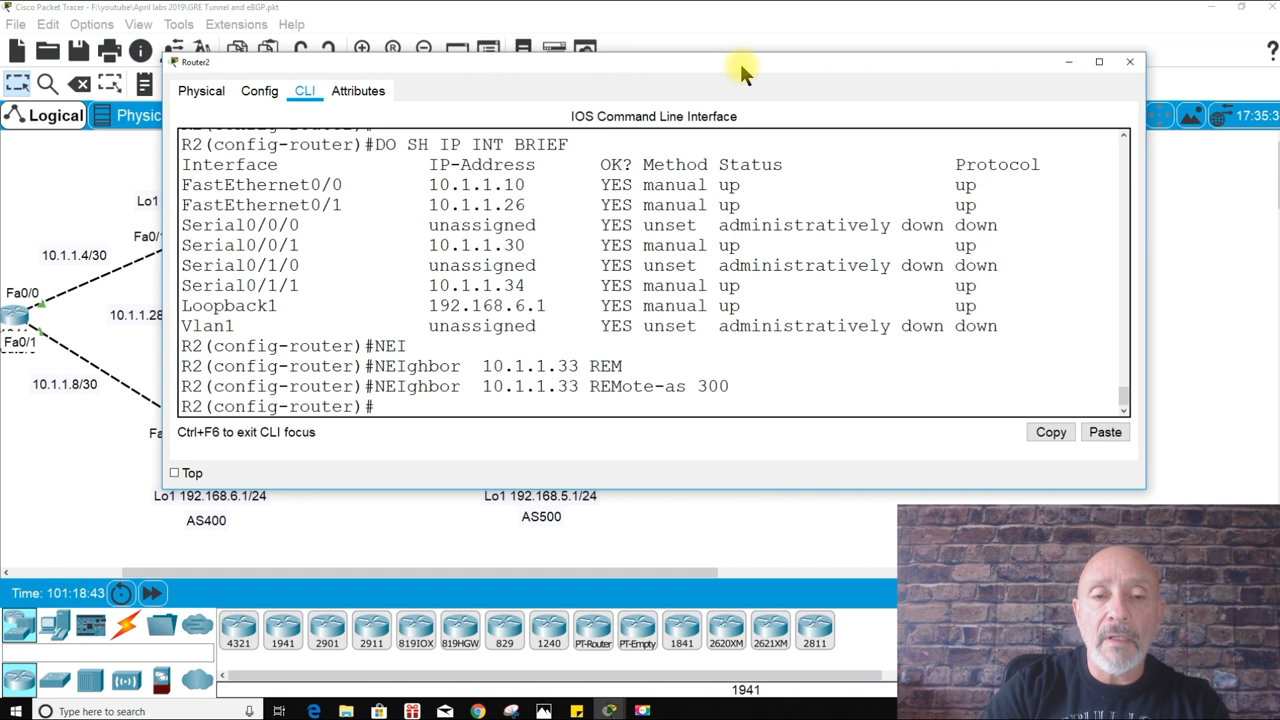 Cisco Packet Tracer - F:\youtube\April labs 2019\GRE Tunnel and eBGP.pkt
File Edit Options View Tools Extensions Help
?
Router2
Physical Config CLI Attributes
Logical
Physic
17:35:3
IOS Command Line Interface
R2(config-router)#DO SH IP INT BRIEF
Interface IP-Address OK? Method Status Protocol
FastEthernet0/0 10.1.1.10 YES manual up up
FastEthernet0/1 10.1.1.26 YES manual up up
Serial0/0/0 unassigned YES unset administratively down down
Serial0/0/1 10.1.1.30 YES manual up up
Serial0/1/0 unassigned YES unset administratively down down
Serial0/1/1 10.1.1.34 YES manual up up
Loopback1 192.168.6.1 YES manual up up
Vlan1 unassigned YES unset administratively down down
R2(config-router)#NEI
R2(config-router)#NEIghbor 10.1.1.33 REM
R2(config-router)#NEIghbor 10.1.1.33 REMote-as 300
R2(config-router)#
Ctrl+F6 to exit CLI focus
Copy Paste
Top
Lo1
Fa0/
10.1.1.4/30
Fa0/0
10.1.1.28
Fa0/1
10.1.1.8/30
Fa
Lo1 192.168.6.1/24
AS400
Lo1 192.168.5.1/24
AS500
Time: 101:18:43
4321 1941 2901 2911 819IOX 819HGW 829 1240 PT-Router PT-Empty 1841 2620XM 2621XM 2811
1941
Type here to search